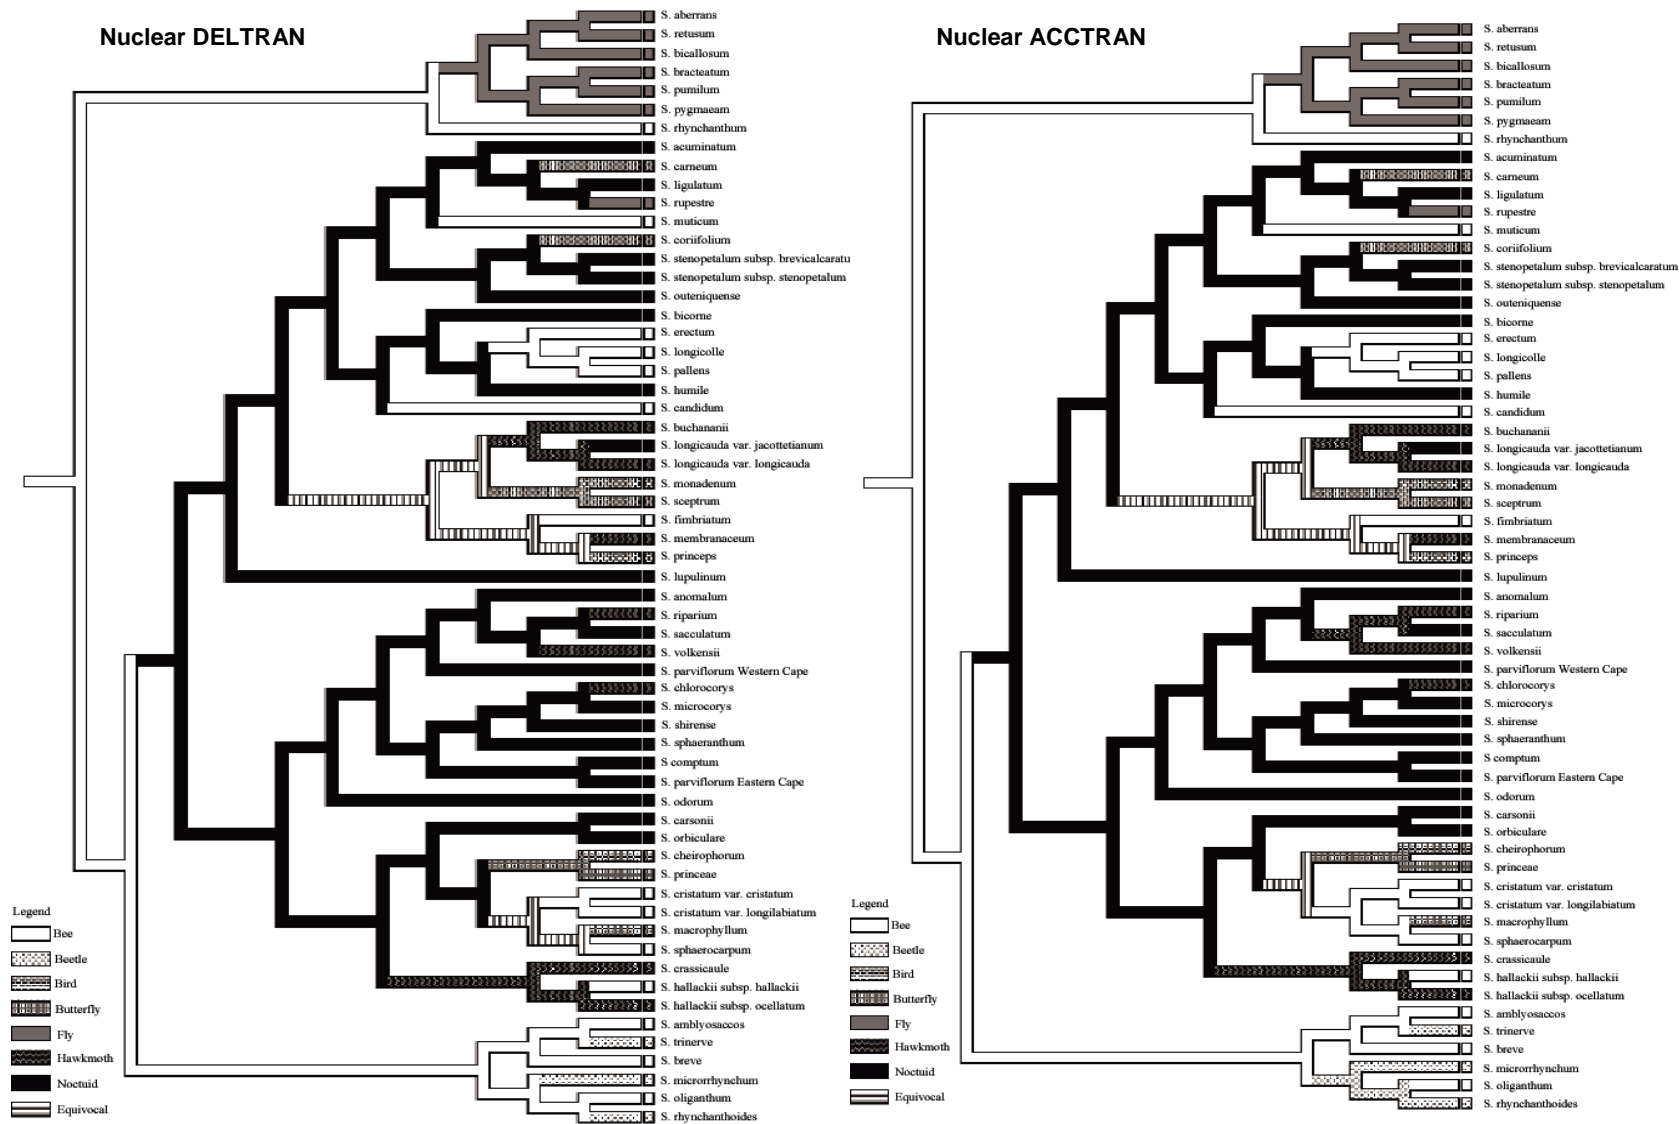 Nuclear DELTRAN
S. aberrans
S. retusum
S. bicallosum
S. bracteatum
S. pumilum
S. pygmaeam
S. rhynchanthum
S. acuminatum
S. carneum
S. ligulatum
S. rupestre
S. muticum
S. coriifolium
S. stenopetalum subsp. brevicalcaratu
S. stenopetalum subsp. stenopetalum
S. outeniquense
S. bicorne
S. erectum
S. longicolle
S. pallens
S. humile
S. candidum
S. buchananii
S. longicauda var. jacottetianum
S. longicauda var. longicauda
S. monadenum
S. sceptrum
S. fimbriatum
S. membranaceum
S. princeps
S. lupulinum
S. anomalum
S. riparium
S. sacculatum
S. volkensii
S. parviflorum Western Cape
S. chlorocorys
S. microcorys
S. shirense
S. sphaeranthum
S comptum
S. parviflorum Eastern Cape
S. odorum
S. carsonii
S. orbiculare
S. cheirophorum
S. princeae
S. cristatum var. cristatum
S. cristatum var. longilabiatum
S. macrophyllum
S. sphaerocarpum
S. crassicaule
S. hallackii subsp. hallackii
S. hallackii subsp. ocellatum
S. amblyosaccos
S. trinerve
S. breve
S. microrrhynchum
S. oliganthum
S. rhynchanthoides
Legend
Bee
Beetle
Bird
Butterfly
Fly
Hawkmoth
Noctuid
Equivocal
Nuclear ACCTRAN
S. aberrans
S. retusum
S. bicallosum
S. bracteatum
S. pumilum
S. pygmaeam
S. rhynchanthum
S. acuminatum
S. carneum
S. ligulatum
S. rupestre
S. muticum
S. coriifolium
S. stenopetalum subsp. brevicalcaratum
S. stenopetalum subsp. stenopetalum
S. outeniquense
S. bicorne
S. erectum
S. longicolle
S. pallens
S. humile
S. candidum
S. buchananii
S. longicauda var. jacottetianum
S. longicauda var. longicauda
S. monadenum
S. sceptrum
S. fimbriatum
S. membranaceum
S. princeps
S. lupulinum
S. anomalum
S. riparium
S. sacculatum
S. volkensii
S. parviflorum Western Cape
S. chlorocorys
S. microcorys
S. shirense
S. sphaeranthum
S comptum
S. parviflorum Eastern Cape
S. odorum
S. carsonii
S. orbiculare
S. cheirophorum
S. princeae
S. cristatum var. cristatum
S. cristatum var. longilabiatum
S. macrophyllum
S. sphaerocarpum
S. crassicaule
S. hallackii subsp. hallackii
S. hallackii subsp. ocellatum
S. amblyosaccos
S. trinerve
S. breve
S. microrrhynchum
S. oliganthum
S. rhynchanthoides
Legend
Bee
Beetle
Bird
Butterfly
Fly
Hawkmoth
Noctuid
Equivocal